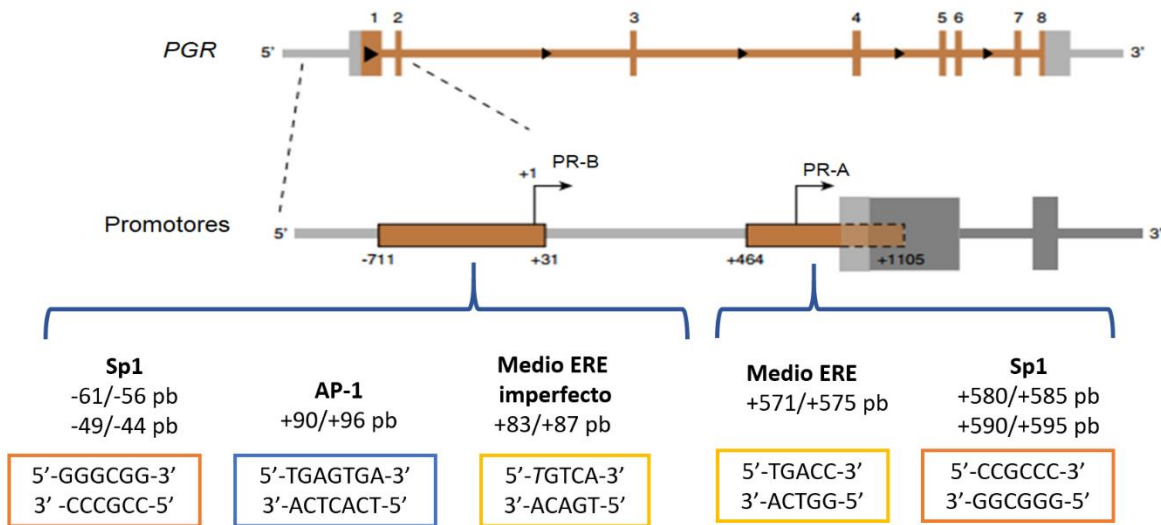 1 2 3 4 5 6 7 8
PGR 5’ 3’
+1 PR-B PR-A
Promotores 5’ 3’
-711 +31 +464 +1105
Sp1
-61/-56 pb
-49/-44 pb
5’-GGGCGG-3’
3’ -CCCGCC-5’
AP-1
+90/+96 pb
5’-TGAGTGA-3’
3’-ACTCACT-5’
Medio ERE
imperfecto
+83/+87 pb
5’-TGTCA-3’
3’-ACAGT-5’
Medio ERE
+571/+575 pb
5’-TGACC-3’
3’-ACTGG-5’
Sp1
+580/+585 pb
+590/+595 pb
5’-CCGCCC-3’
3’-GGCGGG-5’